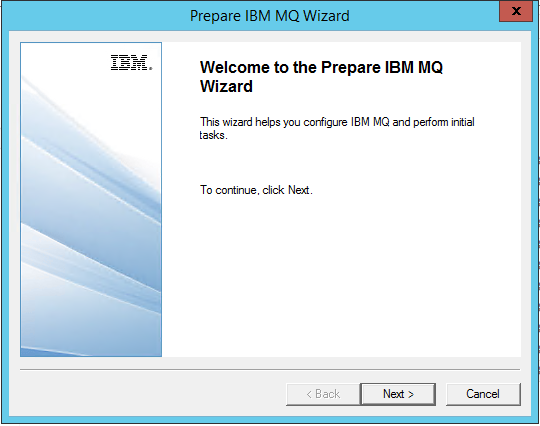 Prepare IBM MQ Wizard
x
IBM.
Welcome to the Prepare IBM MQ
Wizard
This wizard helps you configure IBM MQ and perform initial
tasks.
To continue, click Next.
< Back
Next >
Cancel